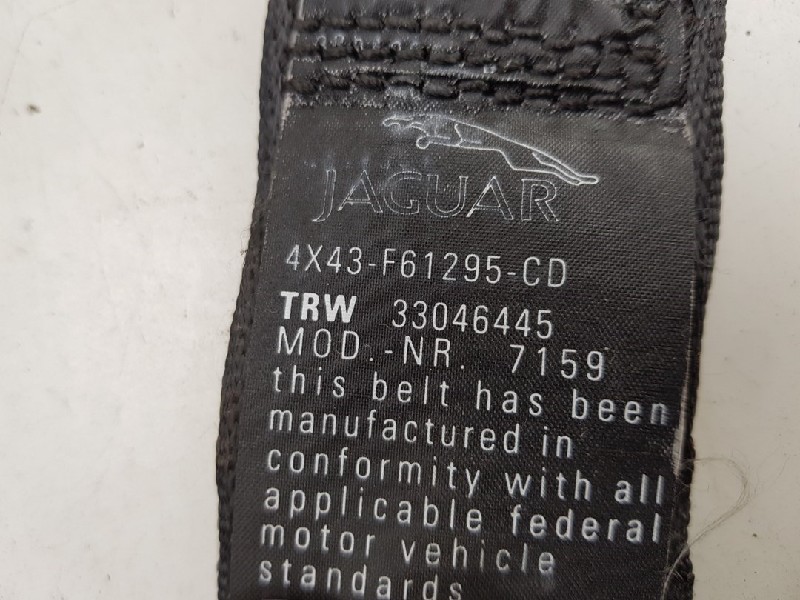 JAGUAR
4X43-F61295-CD
TRW 33046445
MOD.-NR. 7159
this belt has been
manufactured in
conformity with all
applicable federal
motor vehicle
standards